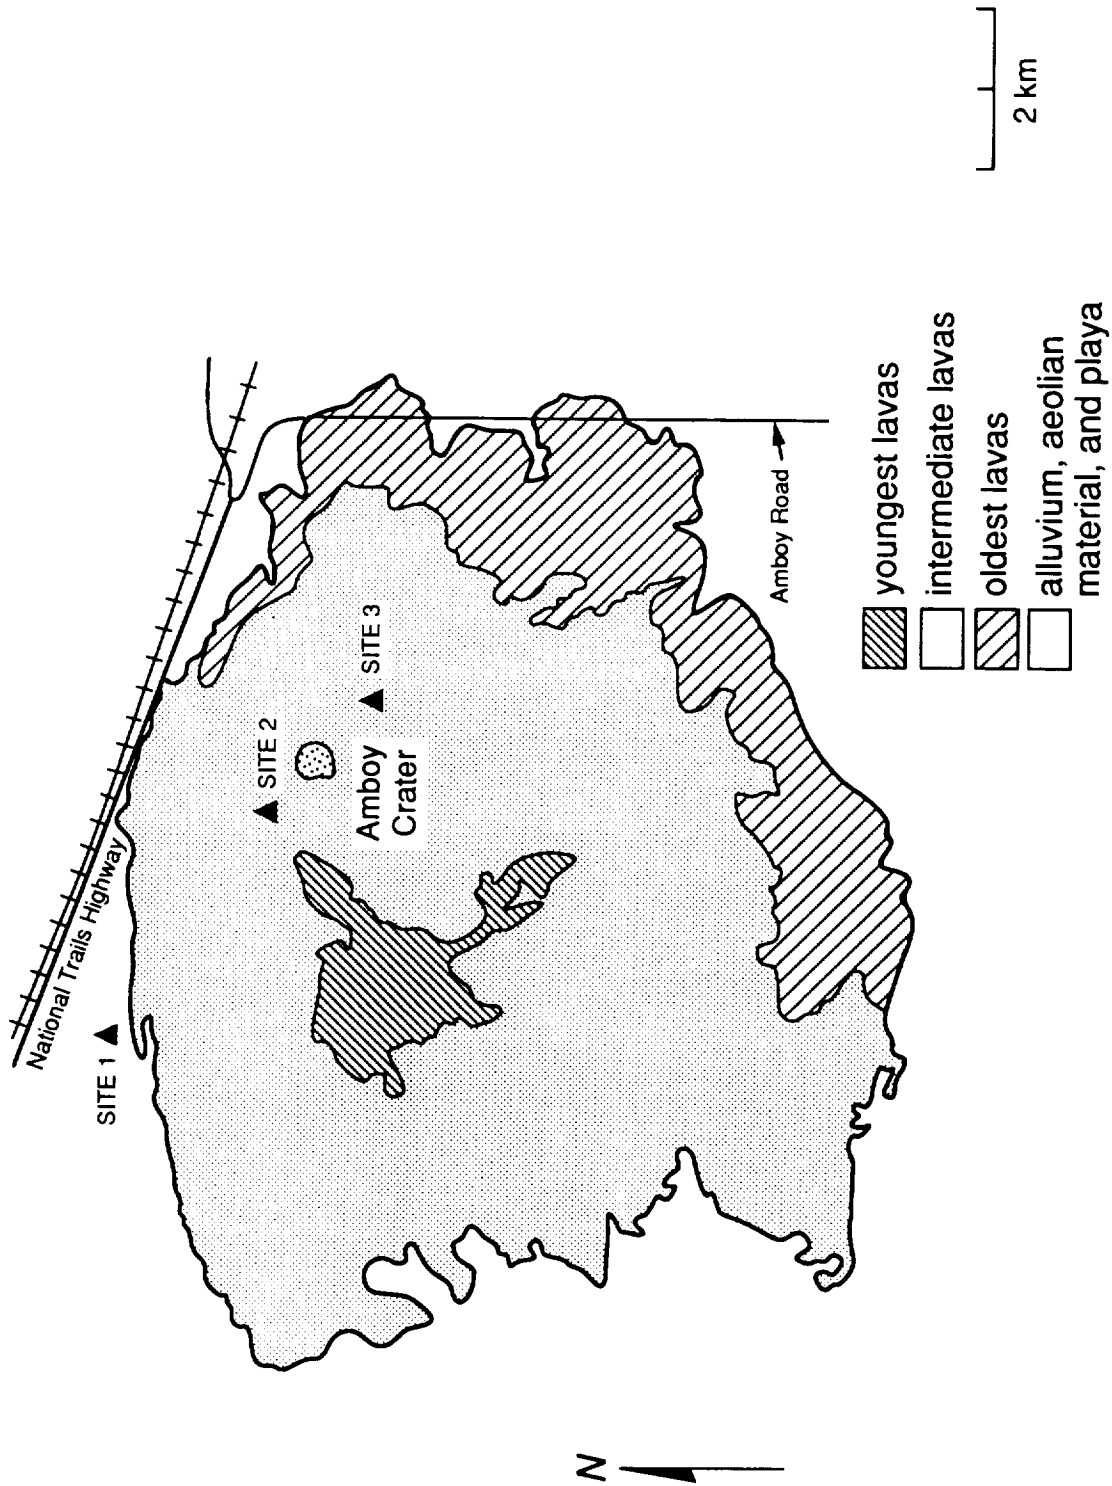 National Trails Highway
SITE 1
SITE 2
SITE 3
Amboy
Crater
Amboy Road
N
youngest lavas
intermediate lavas
oldest lavas
alluvium, aeolian
material, and playa
2 km